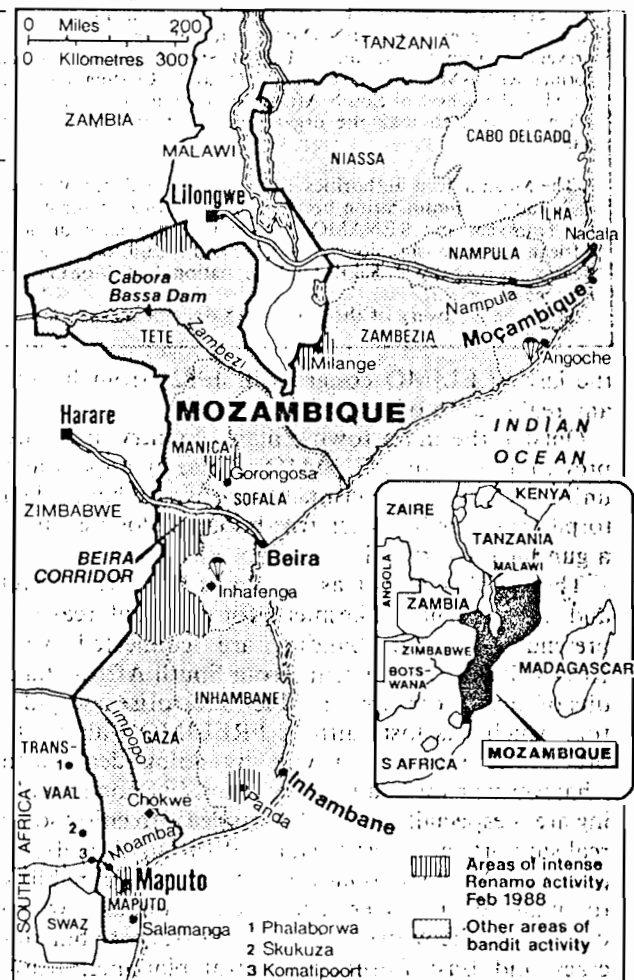 0 Miles 200
0 Kilometres 300
TANZANIA
ZAMBIA
CABO DELGADO
MALAWI
NIASSA
Lilongwe
ILHA
Nacala
NAMPULA
Cabora
Bassa Dam
Nampula
Moçambique
TETE
Zambezi
ZAMBEZIA
Milange
Angoche
Harare
MOZAMBIQUE
INDIAN
OCEAN
MANICA
Gorongosa
SOFALA
ZIMBABWE
BEIRA
CORRIDOR
Beira
Inhafenga
INHAMBANE
Limpopo
GAZA
TRANS-
VAAL
1
2
3
Chokwe
Panda
Inhambane
Moamba
SOUTH AFRICA
Maputo
MAPUTO
SWAZ
Salamanga
1 Phalaborwa
2 Skukuza
3 Komatipoort
KENYA
ZAIRE
TANZANIA
MALAWI
ANGOLA
ZAMBIA
ZIMBABWE
BOTS-
WANA
MADAGASCAR
S AFRICA
MOZAMBIQUE
Areas of intense
Renamo activity,
Feb 1988
Other areas of
bandit activity